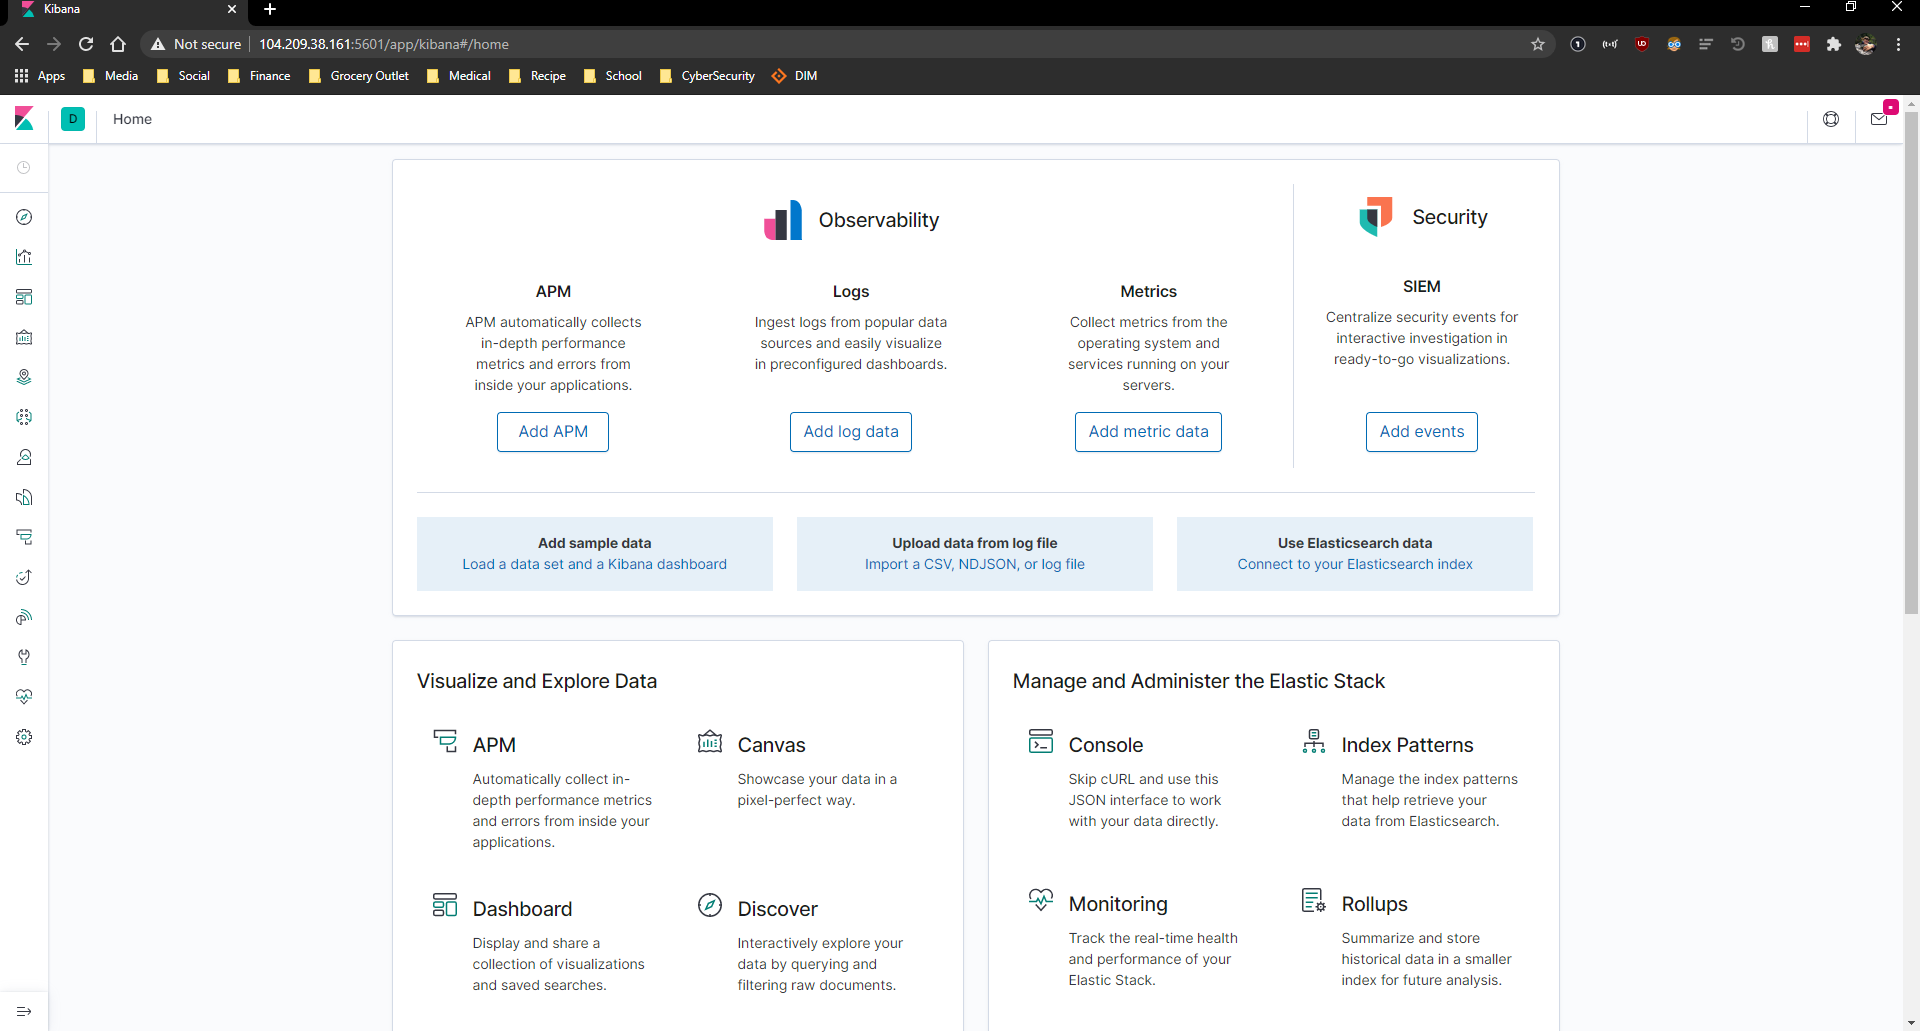 Kibana
Not secure
104.209.38.161:5601/app/kibana#/home
Apps
Media
Social
Finance
Grocery Outlet
Medical
Recipe
School
CyberSecurity
DIM
D
Home
Observability
Security
APM
APM automatically collects
in-depth performance
metrics and errors from
inside your applications.
Add APM
Logs
Ingest logs from popular data
sources and easily visualize
in preconfigured dashboards.
Add log data
Metrics
Collect metrics from the
operating system and
services running on your
servers.
Add metric data
SIEM
Centralize security events for
interactive investigation in
ready-to-go visualizations.
Add events
Add sample data
Load a data set and a Kibana dashboard
Upload data from log file
Import a CSV, NDJSON, or log file
Use Elasticsearch data
Connect to your Elasticsearch index
Visualize and Explore Data
APM
Automatically collect in-
depth performance metrics
and errors from inside your
applications.
Canvas
Showcase your data in a
pixel-perfect way.
Dashboard
Display and share a
collection of visualizations
and saved searches.
Discover
Interactively explore your
data by querying and
filtering raw documents.
Manage and Administer the Elastic Stack
Console
Skip cURL and use this
JSON interface to work
with your data directly.
Index Patterns
Manage the index patterns
that help retrieve your
data from Elasticsearch.
Monitoring
Track the real-time health
and performance of your
Elastic Stack.
Rollups
Summarize and store
historical data in a smaller
index for future analysis.